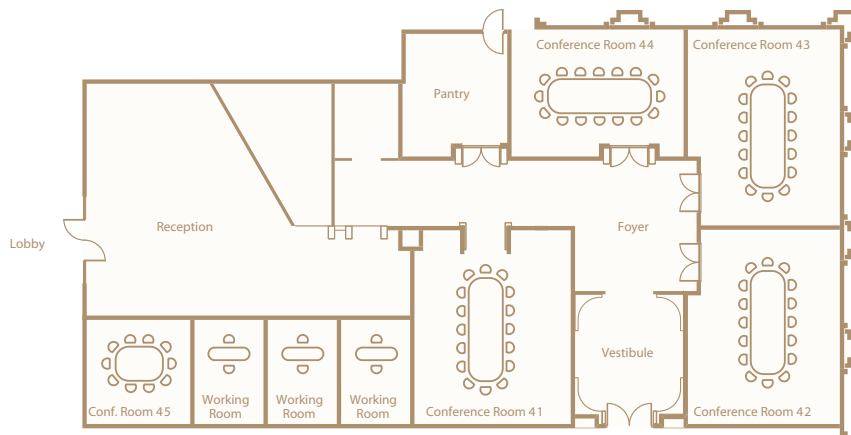 Conference Room 44
Conference Room 43
Pantry
Lobby
Reception
Foyer
Vestibule
Conf. Room 45
Working
Room
Working
Room
Working
Room
Conference Room 41
Conference Room 42